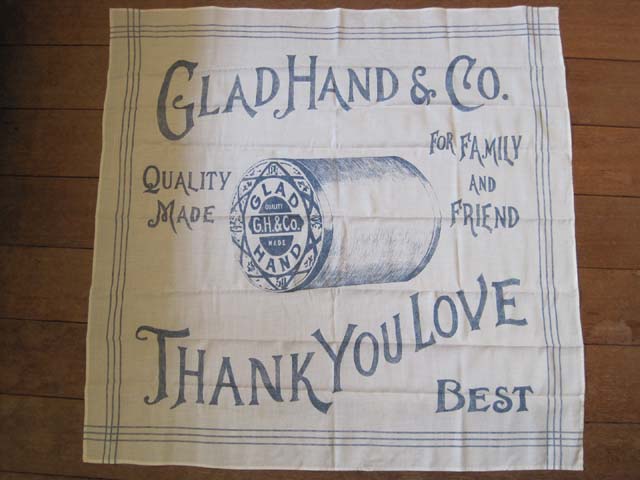 GLAD HAND & CO.
FOR FAMILY
AND
FRIEND
QUALITY
MADE
GLAD
QUALITY
G.H.&Co.
MADE
HAND
THANK YOU LOVE
BEST